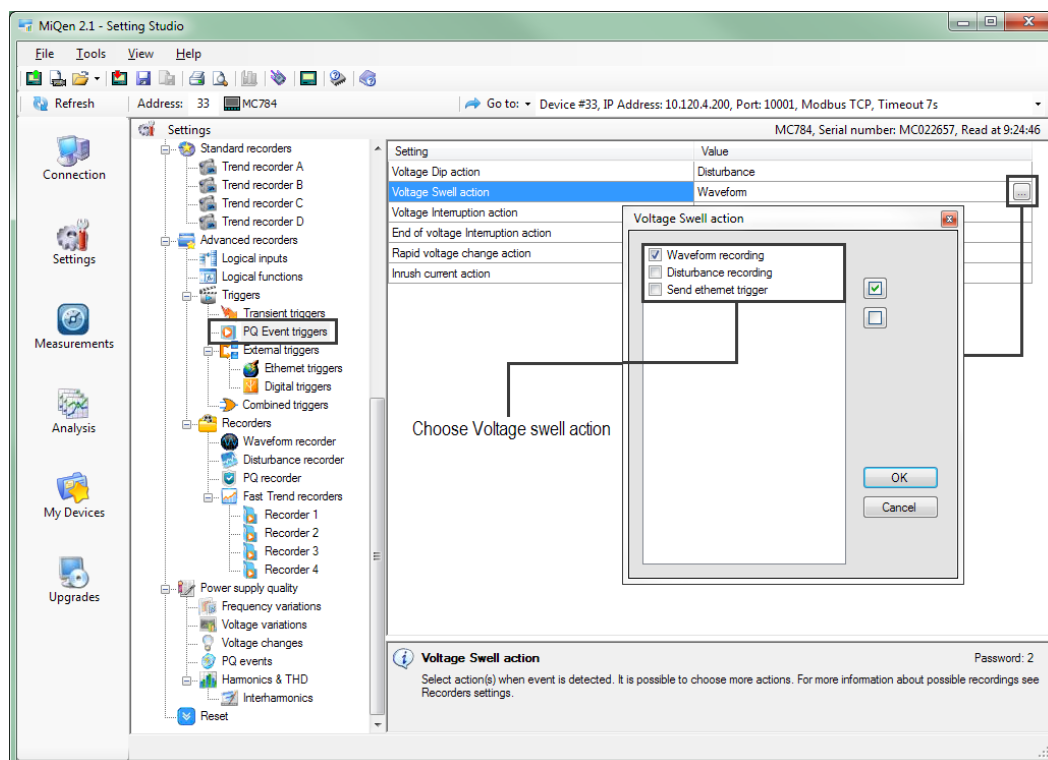 MiQen 2.1 - Setting Studio
File Tools View Help
Refresh Address: 33 MC784 Go to: Device #33, IP Address: 10.120.4.200, Port: 10001, Modbus TCP, Timeout 7s
Settings MC784, Serial number: MC022657, Read at 9:24:46
Connection
Settings
Measurements
Analysis
My Devices
Upgrades
Standard recorders
Trend recorder A
Trend recorder B
Trend recorder C
Trend recorder D
Advanced recorders
Logical inputs
Logical functions
Triggers
Transient triggers
PQ Event triggers
External triggers
Ethernet triggers
Digital triggers
Combined triggers
Recorders
Waveform recorder
Disturbance recorder
PQ recorder
Fast Trend recorders
Recorder 1
Recorder 2
Recorder 3
Recorder 4
Power supply quality
Frequency variations
Voltage variations
Voltage changes
PQ events
Harmonics & THD
Interharmonics
Reset
Setting Value
Voltage Dip action Disturbance
Voltage Swell action Waveform ...
Voltage Interruption action
End of voltage Interruption action
Rapid voltage change action
Inrush current action
Voltage Swell action
Waveform recording
Disturbance recording
Send ethernet trigger
OK
Cancel
Choose Voltage swell action
Voltage Swell action Password: 2
Select action(s) when event is detected. It is possible to choose more actions. For more information about possible recordings see
Recorders settings.